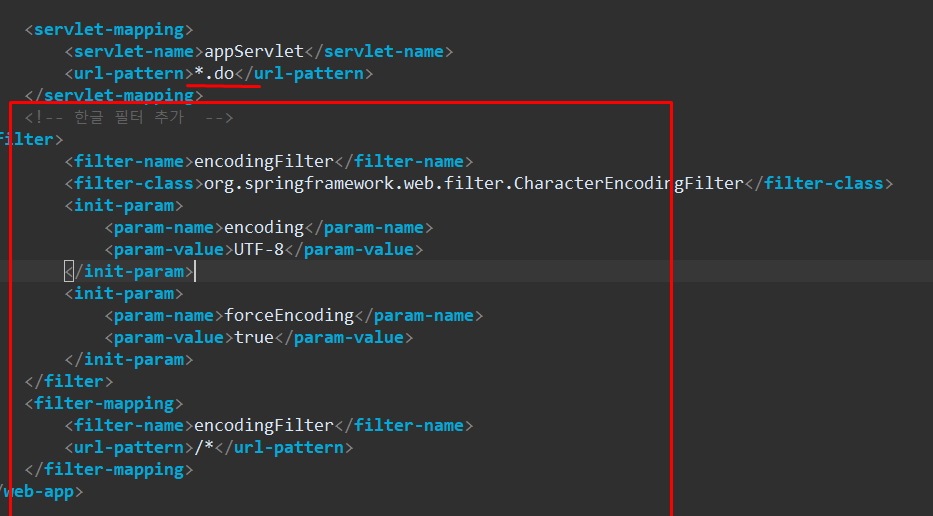 <servlet-mapping>
<servlet-name>appServlet</servlet-name>
<url-pattern>*.do</url-pattern>
</servlet-mapping>
<!-- 한글 필터 추가  -->
filter>
<filter-name>encodingFilter</filter-name>
<filter-class>org.springframework.web.filter.CharacterEncodingFilter</filter-class>
<init-param>
<param-name>encoding</param-name>
<param-value>UTF-8</param-value>
</init-param>
<init-param>
<param-name>forceEncoding</param-name>
<param-value>true</param-value>
</init-param>
</filter>
<filter-mapping>
<filter-name>encodingFilter</filter-name>
<url-pattern>/*</url-pattern>
</filter-mapping>
/web-app>